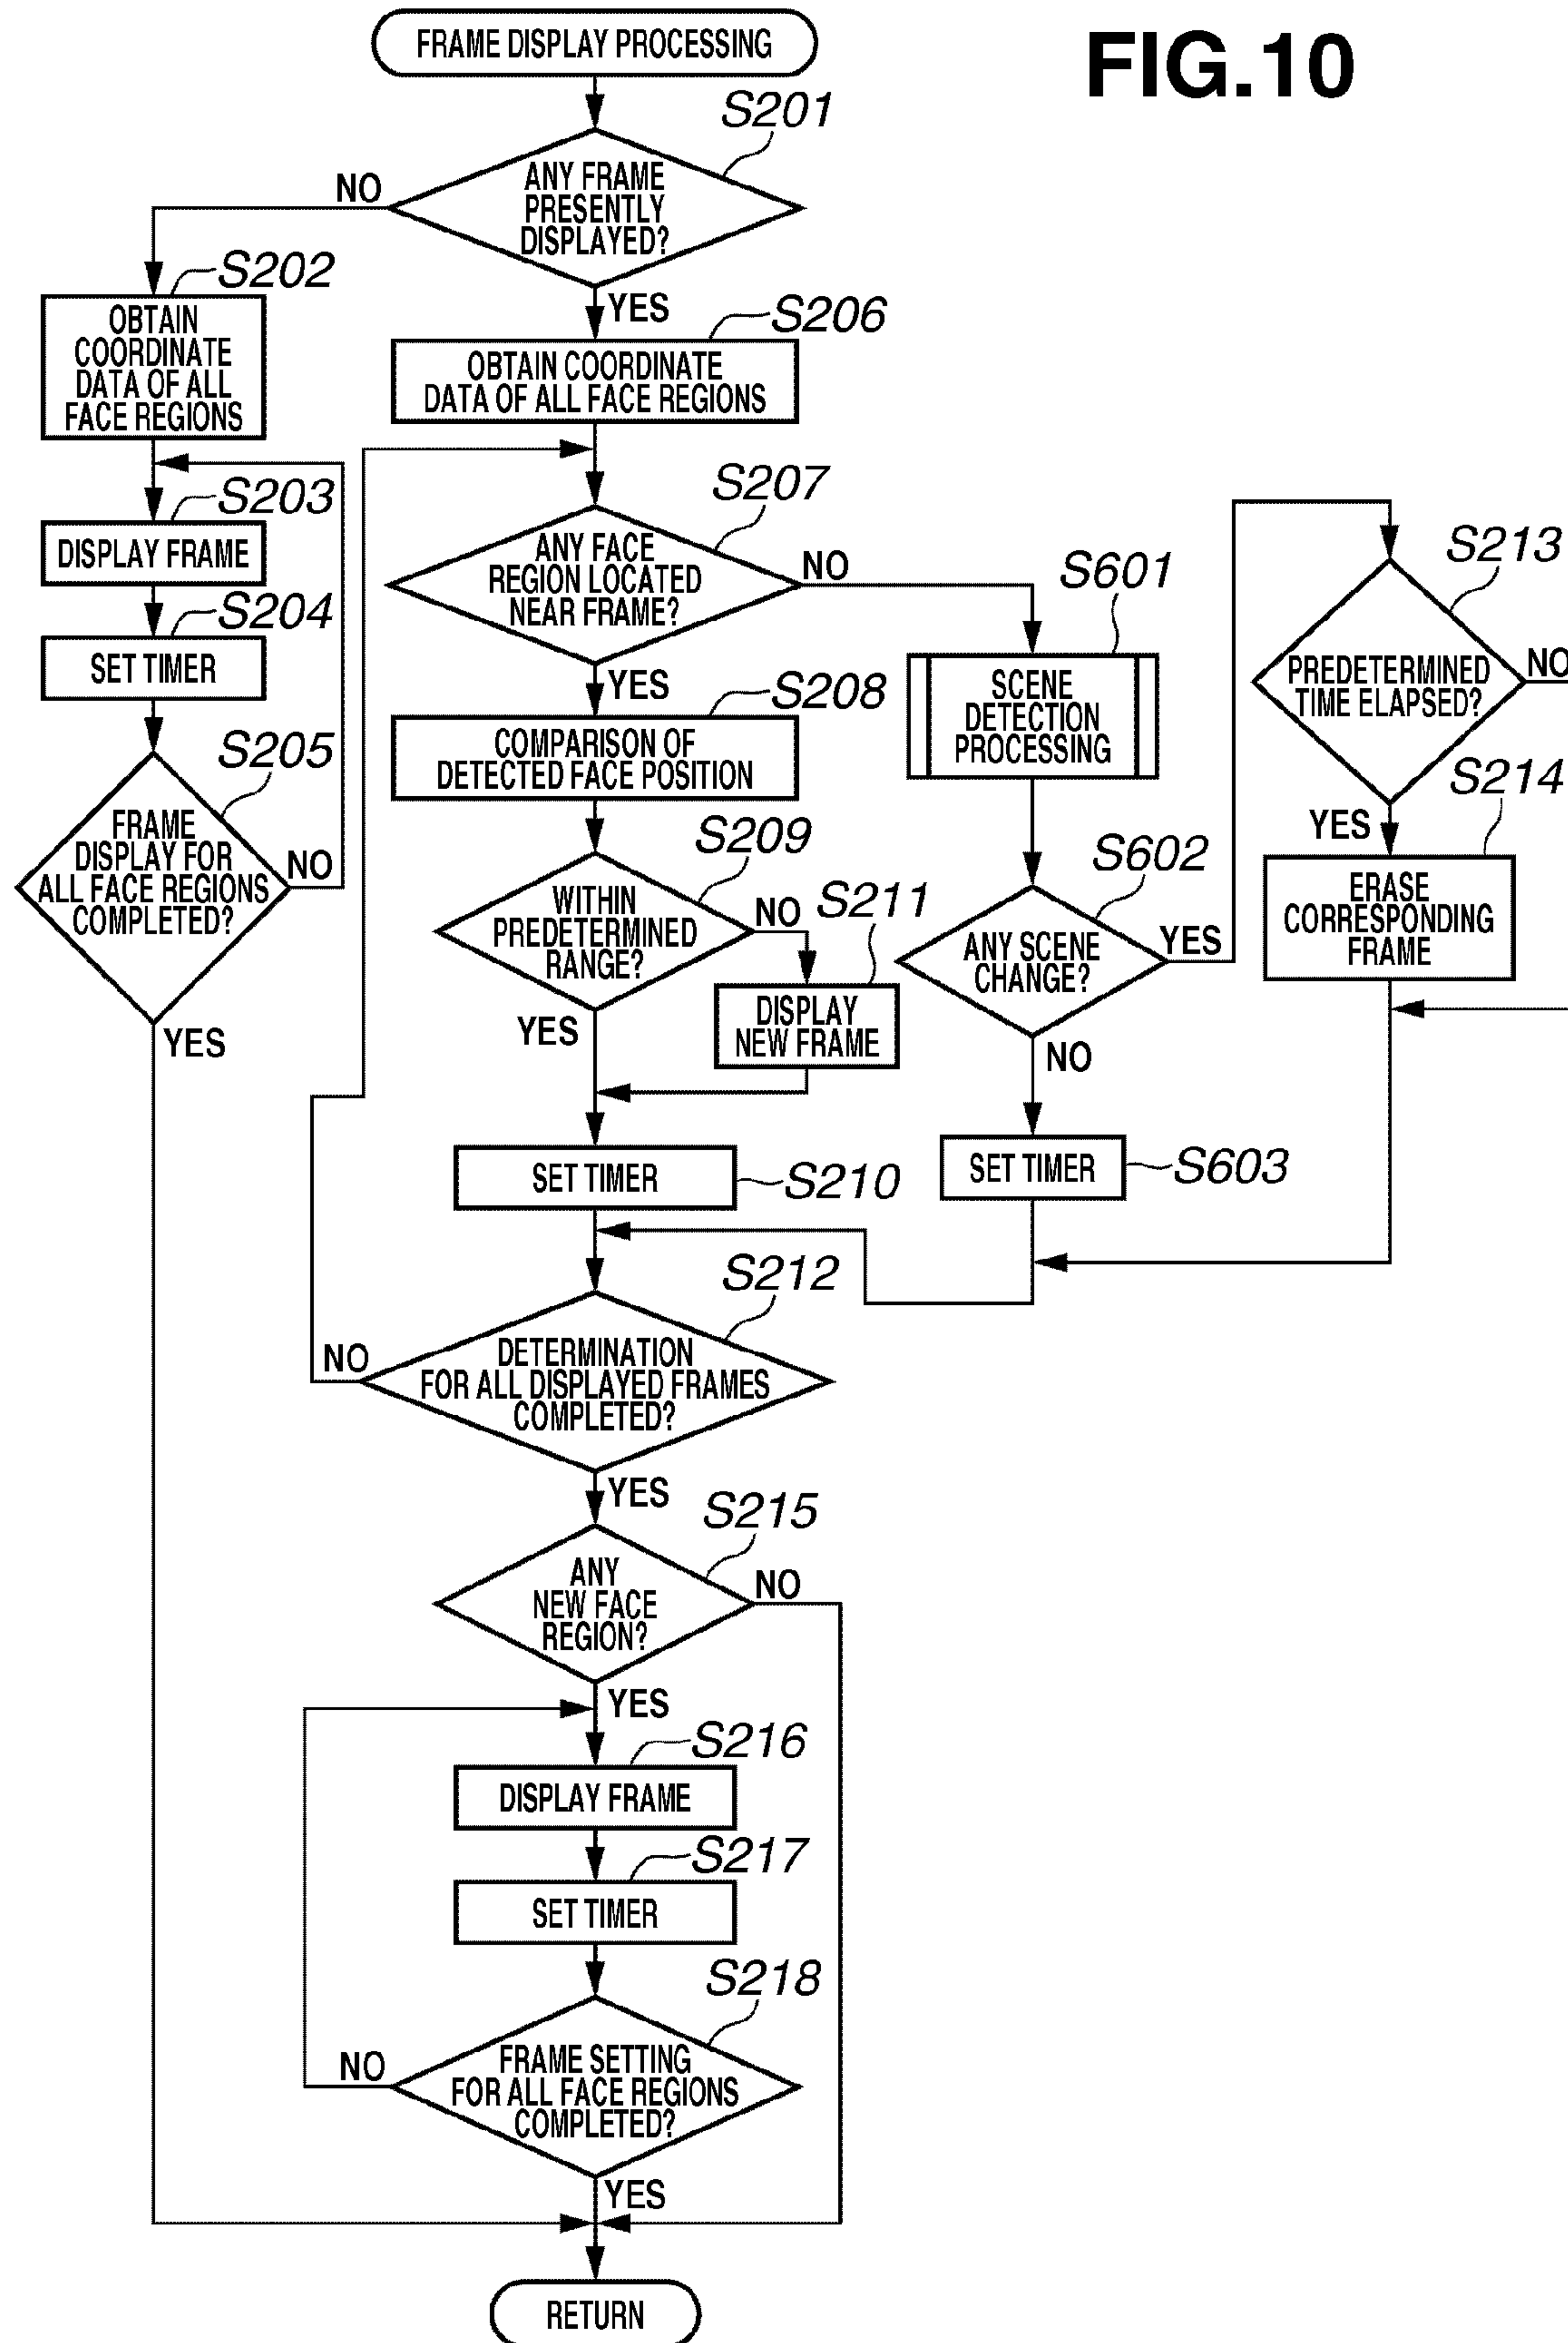 FRAME DISPLAY PROCESSING
FIG.10
S201
ANY FRAME
PRESENTLY
DISPLAYED?
NO
YES
S202
OBTAIN
COORDINATE
DATA OF ALL
FACE REGIONS
S203
DISPLAY FRAME
S204
SET TIMER
S205
FRAME
DISPLAY FOR
ALL FACE REGIONS
COMPLETED?
NO
YES
S206
OBTAIN COORDINATE
DATA OF ALL FACE REGIONS
S207
ANY FACE
REGION LOCATED
NEAR FRAME?
NO
YES
S208
COMPARISON OF
DETECTED FACE POSITION
S209
WITHIN
PREDETERMINED
RANGE?
NO
YES
S211
DISPLAY
NEW FRAME
SET TIMER
S210
S601
SCENE
DETECTION
PROCESSING
S602
ANY SCENE
CHANGE?
YES
NO
SET TIMER
S603
S213
PREDETERMINED
TIME ELAPSED?
NO
YES
S214
ERASE
CORRESPONDING
FRAME
S212
DETERMINATION
FOR ALL DISPLAYED FRAMES
COMPLETED?
NO
YES
S215
ANY
NEW FACE
REGION?
NO
YES
S216
DISPLAY FRAME
S217
SET TIMER
S218
FRAME SETTING
FOR ALL FACE REGIONS
COMPLETED?
NO
YES
RETURN